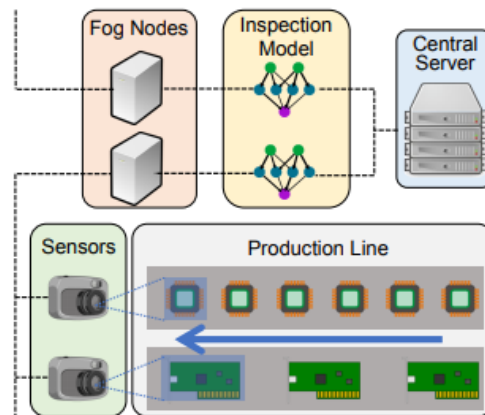 Fog Nodes
Inspection
Model
Central
Server
Sensors
Production Line